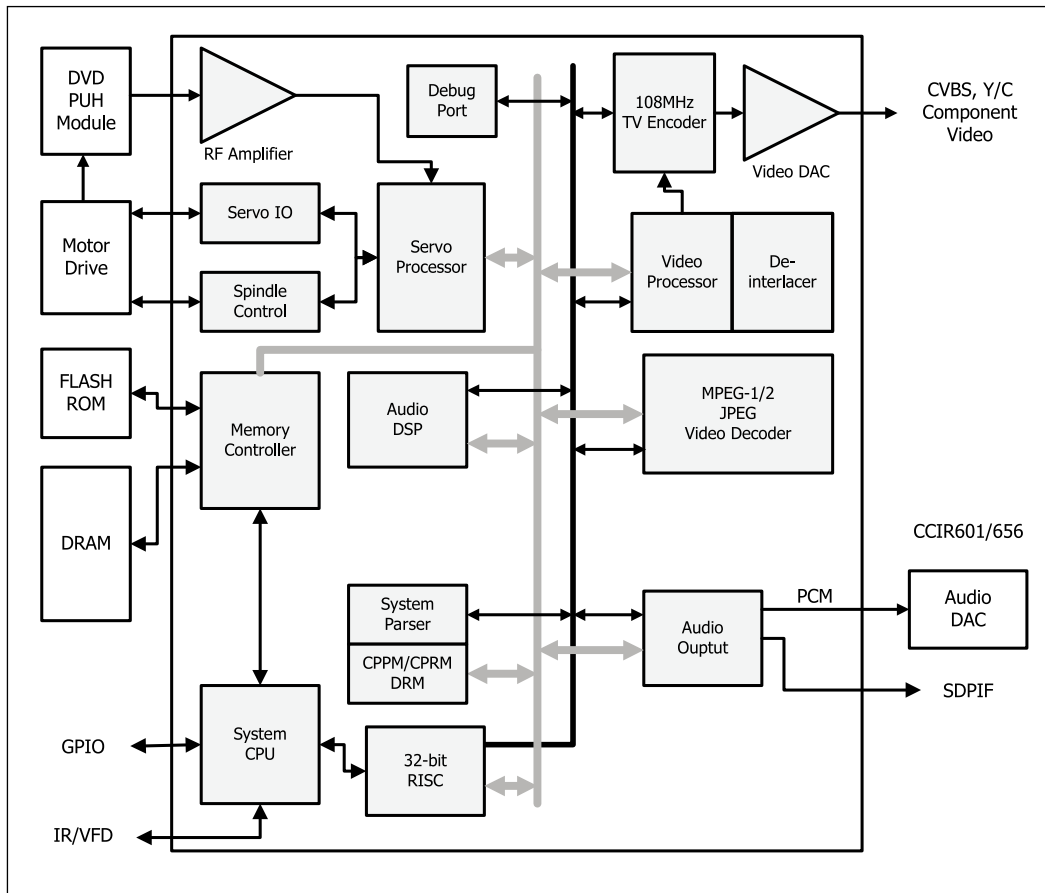 DVD
PUH
Module
RF Amplifier
Debug
Port
108MHz
TV Encoder
Video DAC
CVBS, Y/C
Component
Video
Motor
Drive
Servo IO
Spindle
Control
Servo
Processor
Video
Processor
De-
interlacer
FLASH
ROM
Memory
Controller
Audio
DSP
MPEG-1/2
JPEG
Video Decoder
DRAM
CCIR601/656
System
Parser
CPPM/CPRM
DRM
Audio
Ouptut
PCM
Audio
DAC
SDPIF
GPIO
System
CPU
32-bit
RISC
IR/VFD